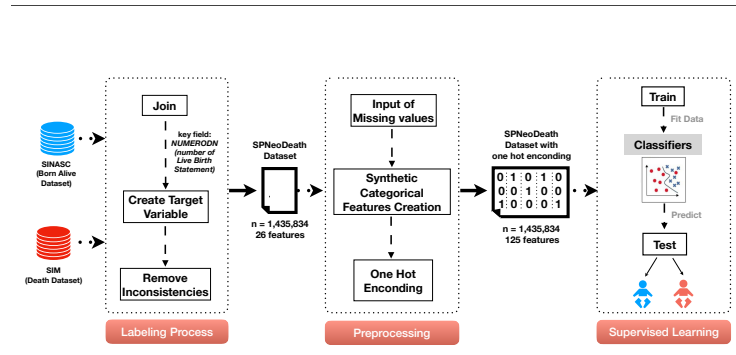 SINASC
(Born Alive
Dataset)
SIM
(Death Dataset)
Join
key field:
NUMERODN
(number of
Live Birth
Statement)
Create Target
Variable
Remove
Inconsistencies
Labeling Process
SPNeoDeath
Dataset
n = 1,435,834
26 features
Input of
Missing values
Synthetic
Categorical
Features Creation
One Hot
Enconding
Preprocessing
SPNeoDeath
Dataset with
one hot enconding
0 1 0 1 0
0 0 1 0 0
1 0 0 0 1
n = 1,435,834
125 features
Train
Fit Data
Classifiers
Predict
Test
Supervised Learning